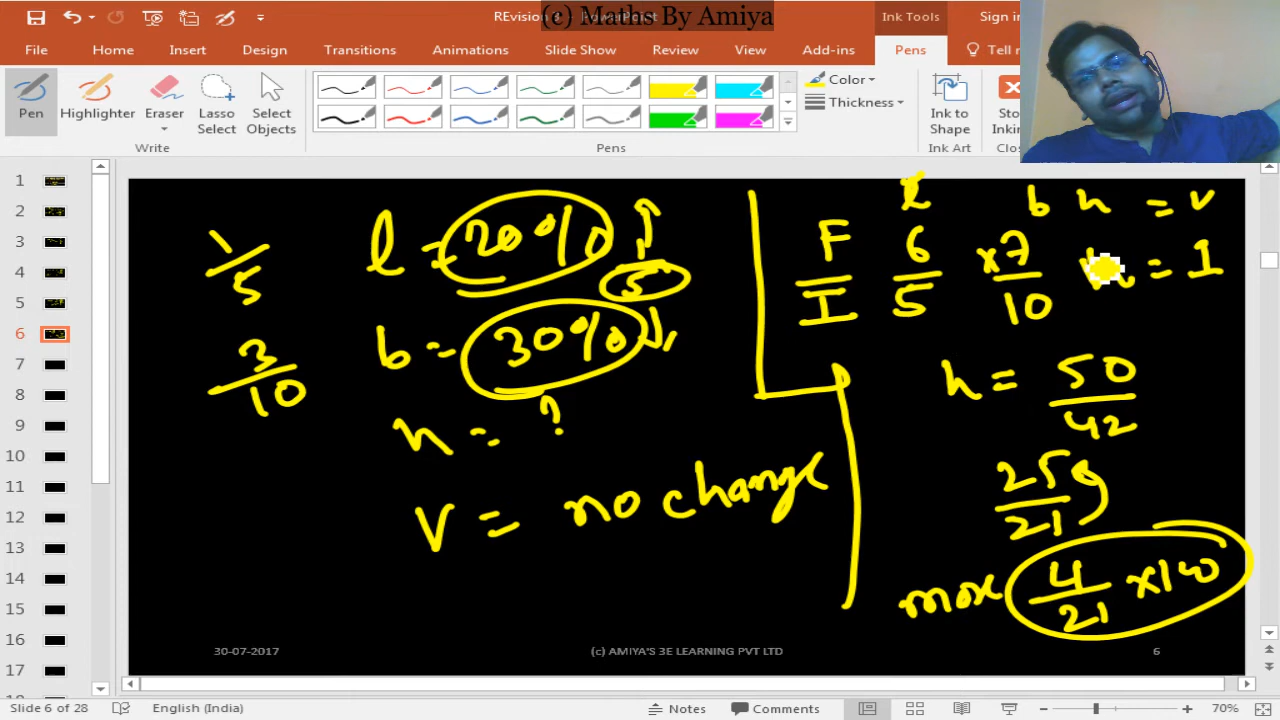 REvision 3 - PowerPoint
(c) Maths By Amiya
Ink Tools
Sign in
File Home Insert Design Transitions Animations Slide Show Review View Add-ins Pens Tell
Pen Highlighter Eraser Lasso Select Select Objects
Color
Thickness
Ink to Shape
Sto Inki
Write Pens Ink Art Clos
1
2
3
4
5
6
7
8
9
10
11
12
13
14
15
16
17
1/5
l = 20% ↑
5
3/10
b = 30% ↓
h = ?
V = no change
l b h = v
F/I 6/5 × 7/10 h = 1
h = 50/42
25/21
more 4/21 × 100
30-07-2017
(c) AMIYA'S 3E LEARNING PVT LTD
6
Slide 6 of 28 English (India) Notes Comments 70%